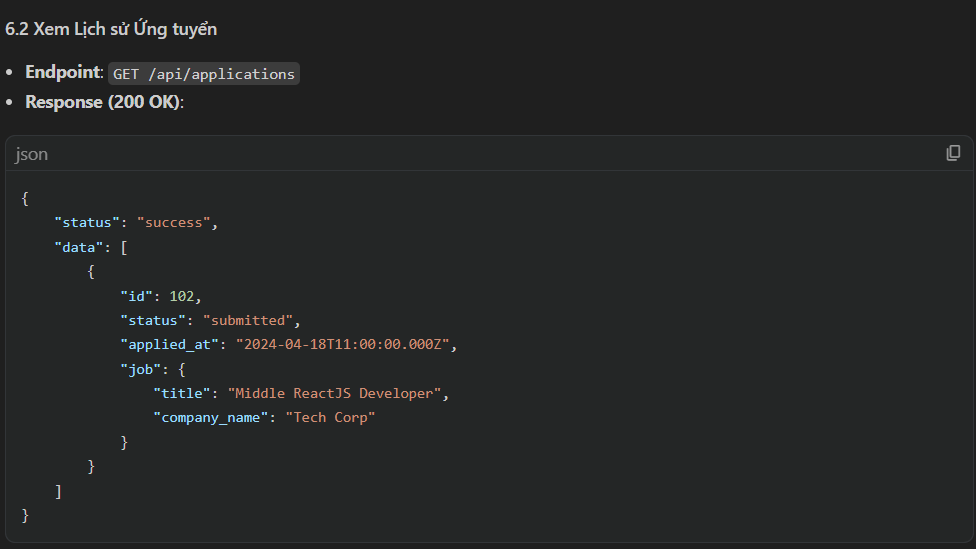 6.2 Xem Lịch sử Ứng tuyển
• Endpoint: GET /api/applications
• Response (200 OK):
json
{
    "status": "success",
    "data": [
        {
            "id": 102,
            "status": "submitted",
            "applied_at": "2024-04-18T11:00:00.000Z",
            "job": {
                "title": "Middle ReactJS Developer",
                "company_name": "Tech Corp"
            }
        }
    ]
}